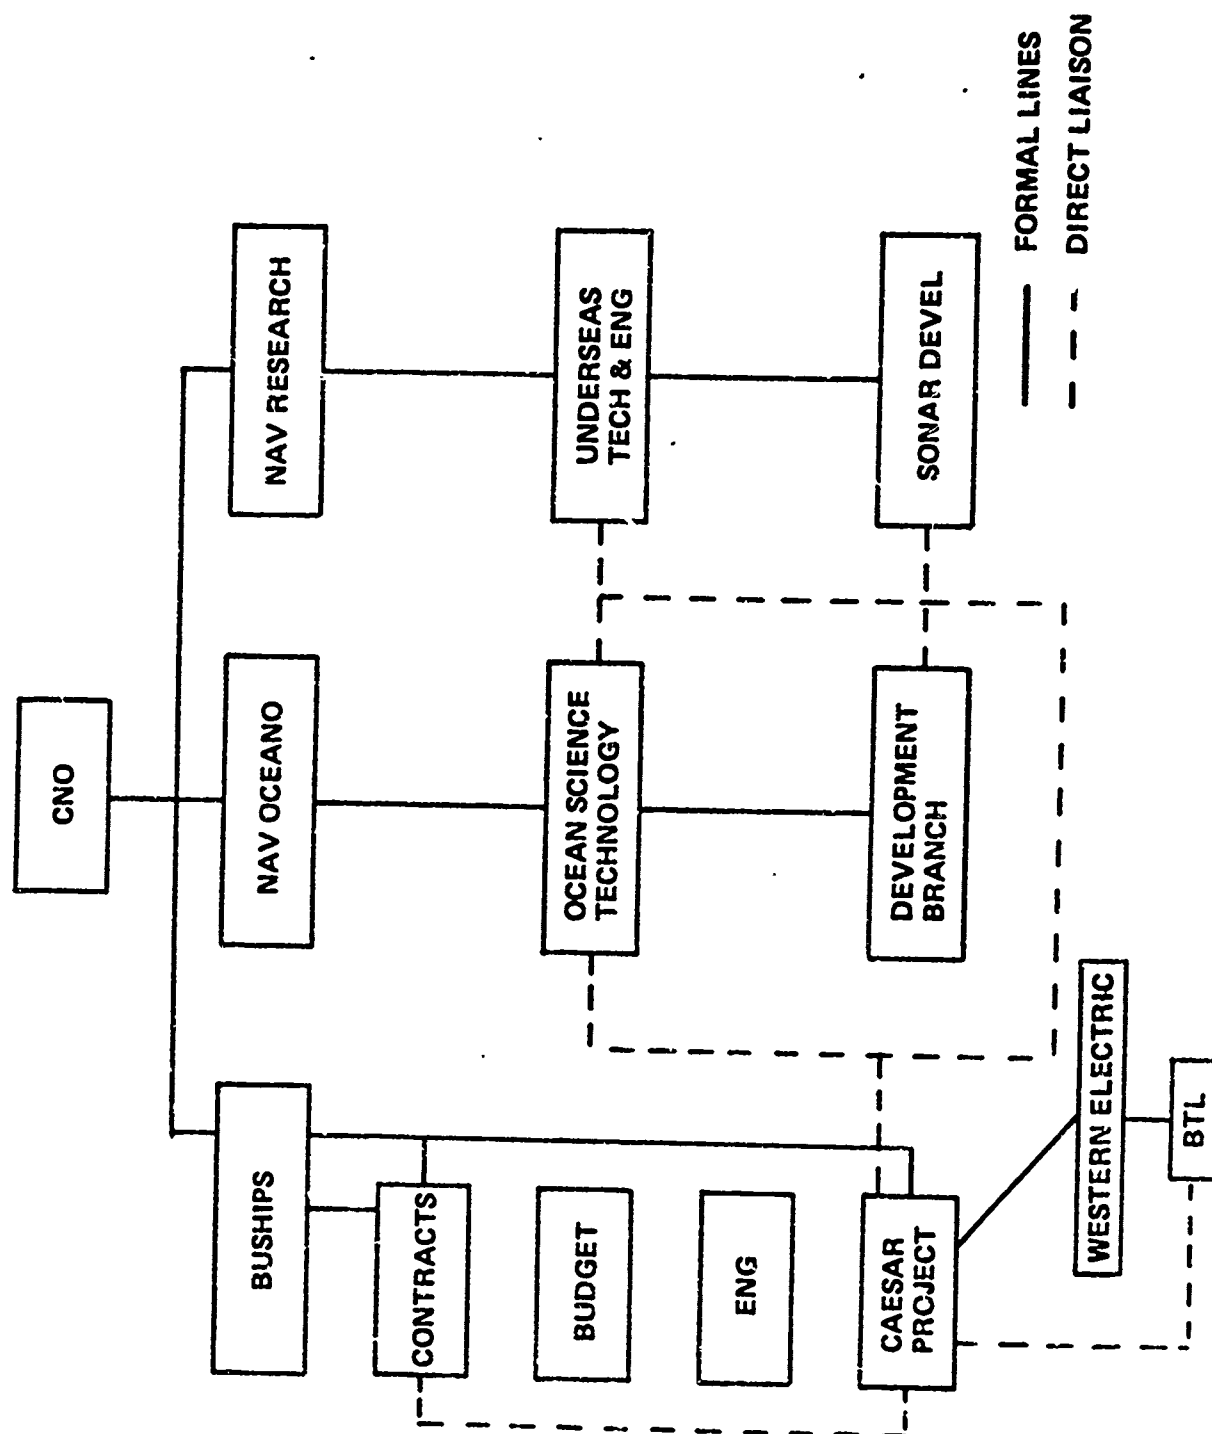 CNO
BUSHIPS
NAV OCEANO
NAV RESEARCH
CONTRACTS
BUDGET
ENG
CAESAR
PROJECT
OCEAN SCIENCE
TECHNOLOGY
UNDERSEAS
TECH & ENG
DEVELOPMENT
BRANCH
SONAR DEVEL
WESTERN ELECTRIC
BTL
FORMAL LINES
DIRECT LIAISON